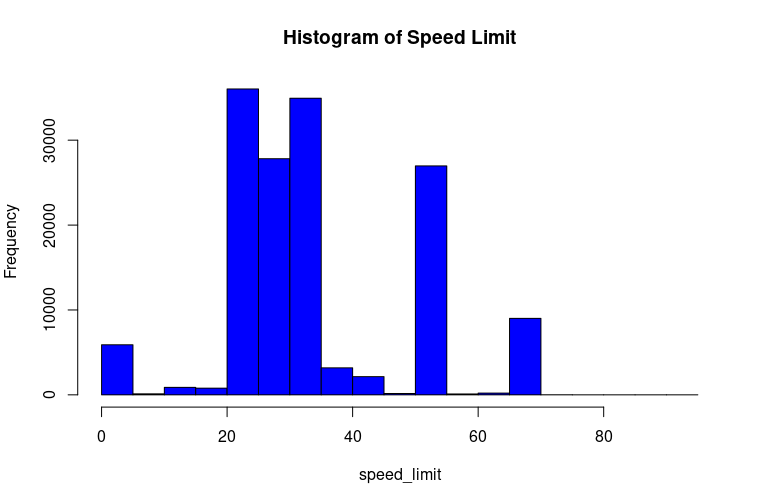 Histogram of Speed Limit
30000
20000
10000
0
Frequency
0 20 40 60 80
speed_limit